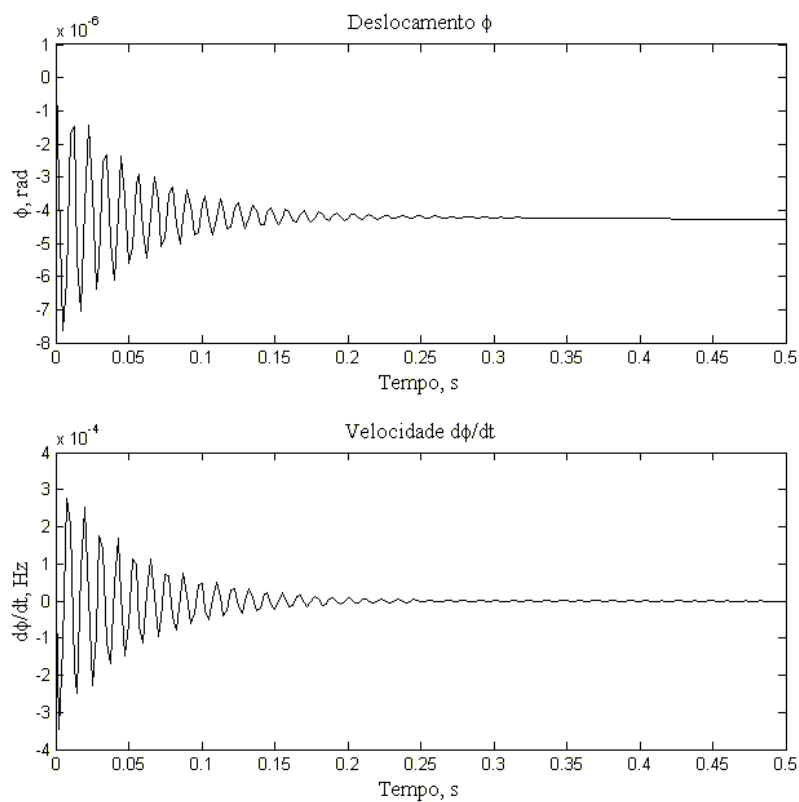 Deslocamento ϕ
x 10⁻⁶
1
0
-1
-2
-3
-4
-5
-6
-7
-8
ϕ, rad
0 0.05 0.1 0.15 0.2 0.25 0.3 0.35 0.4 0.45 0.5
Tempo, s
Velocidade dϕ/dt
x 10⁻⁴
4
3
2
1
0
-1
-2
-3
-4
dϕ/dt, Hz
0 0.05 0.1 0.15 0.2 0.25 0.3 0.35 0.4 0.45 0.5
Tempo, s